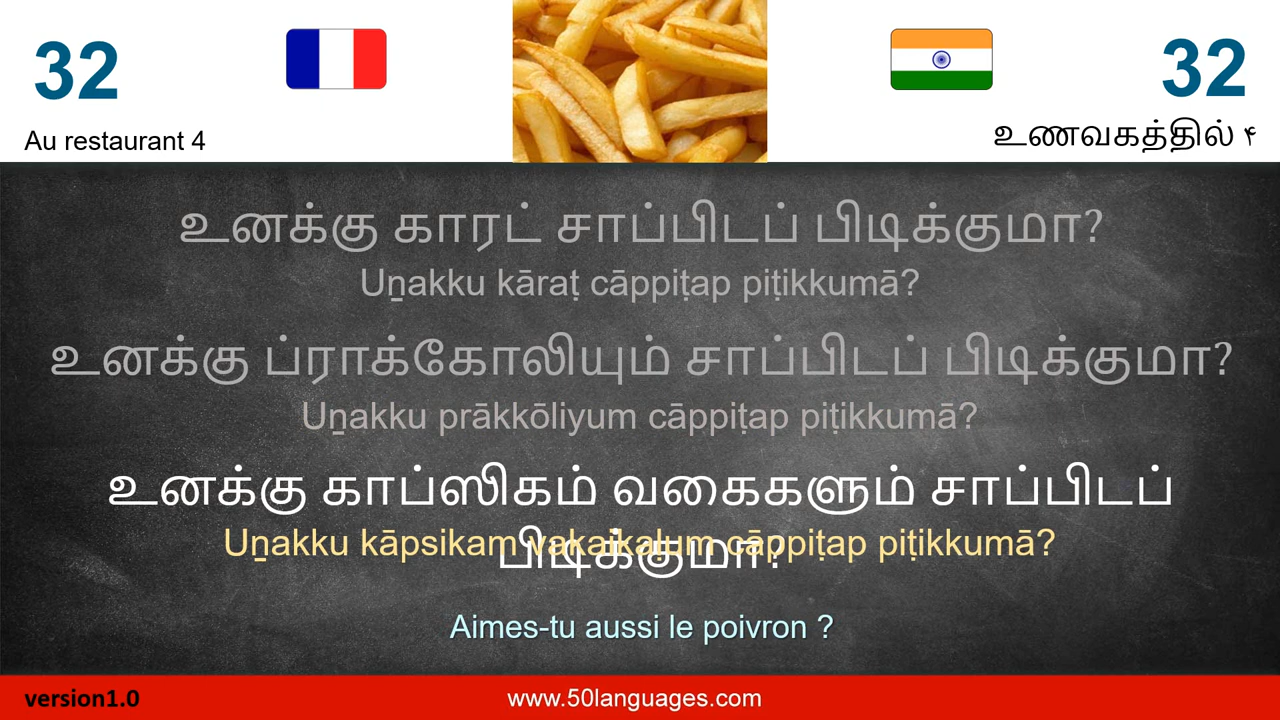 32
32
Au restaurant 4
உணவகத்தில் ۴
உனக்கு காரட் சாப்பிடப் பிடிக்குமா?
Uṉakku kāraṭ cāppiṭap piṭikkumā?
உனக்கு ப்ராக்கோலியும் சாப்பிடப் பிடிக்குமா?
Uṉakku prākkōliyum cāppiṭap piṭikkumā?
உனக்கு காப்ஸிகம் வகைகளும் சாப்பிடப்
பிடிக்குமா?
Uṉakku kāpsikam vakaikaḷum cāppiṭap piṭikkumā?
Aimes-tu aussi le poivron ?
version1.0
www.50languages.com